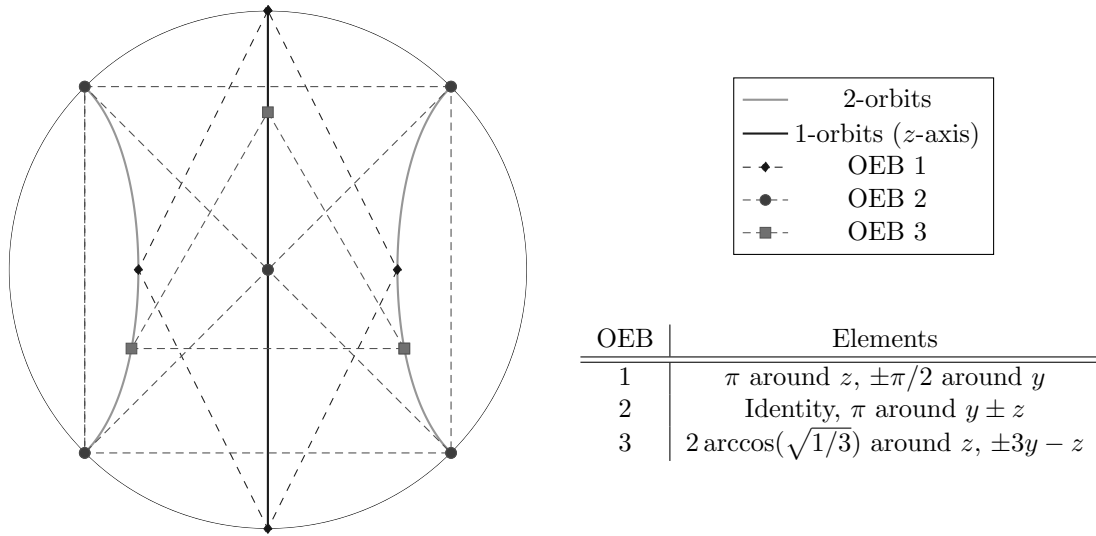 2-orbits
1-orbits (z-axis)
OEB 1
OEB 2
OEB 3
OEB Elements
1 π around z, ±π/2 around y
2 Identity, π around y ± z
3 2 arccos(√1/3) around z, ±3y − z